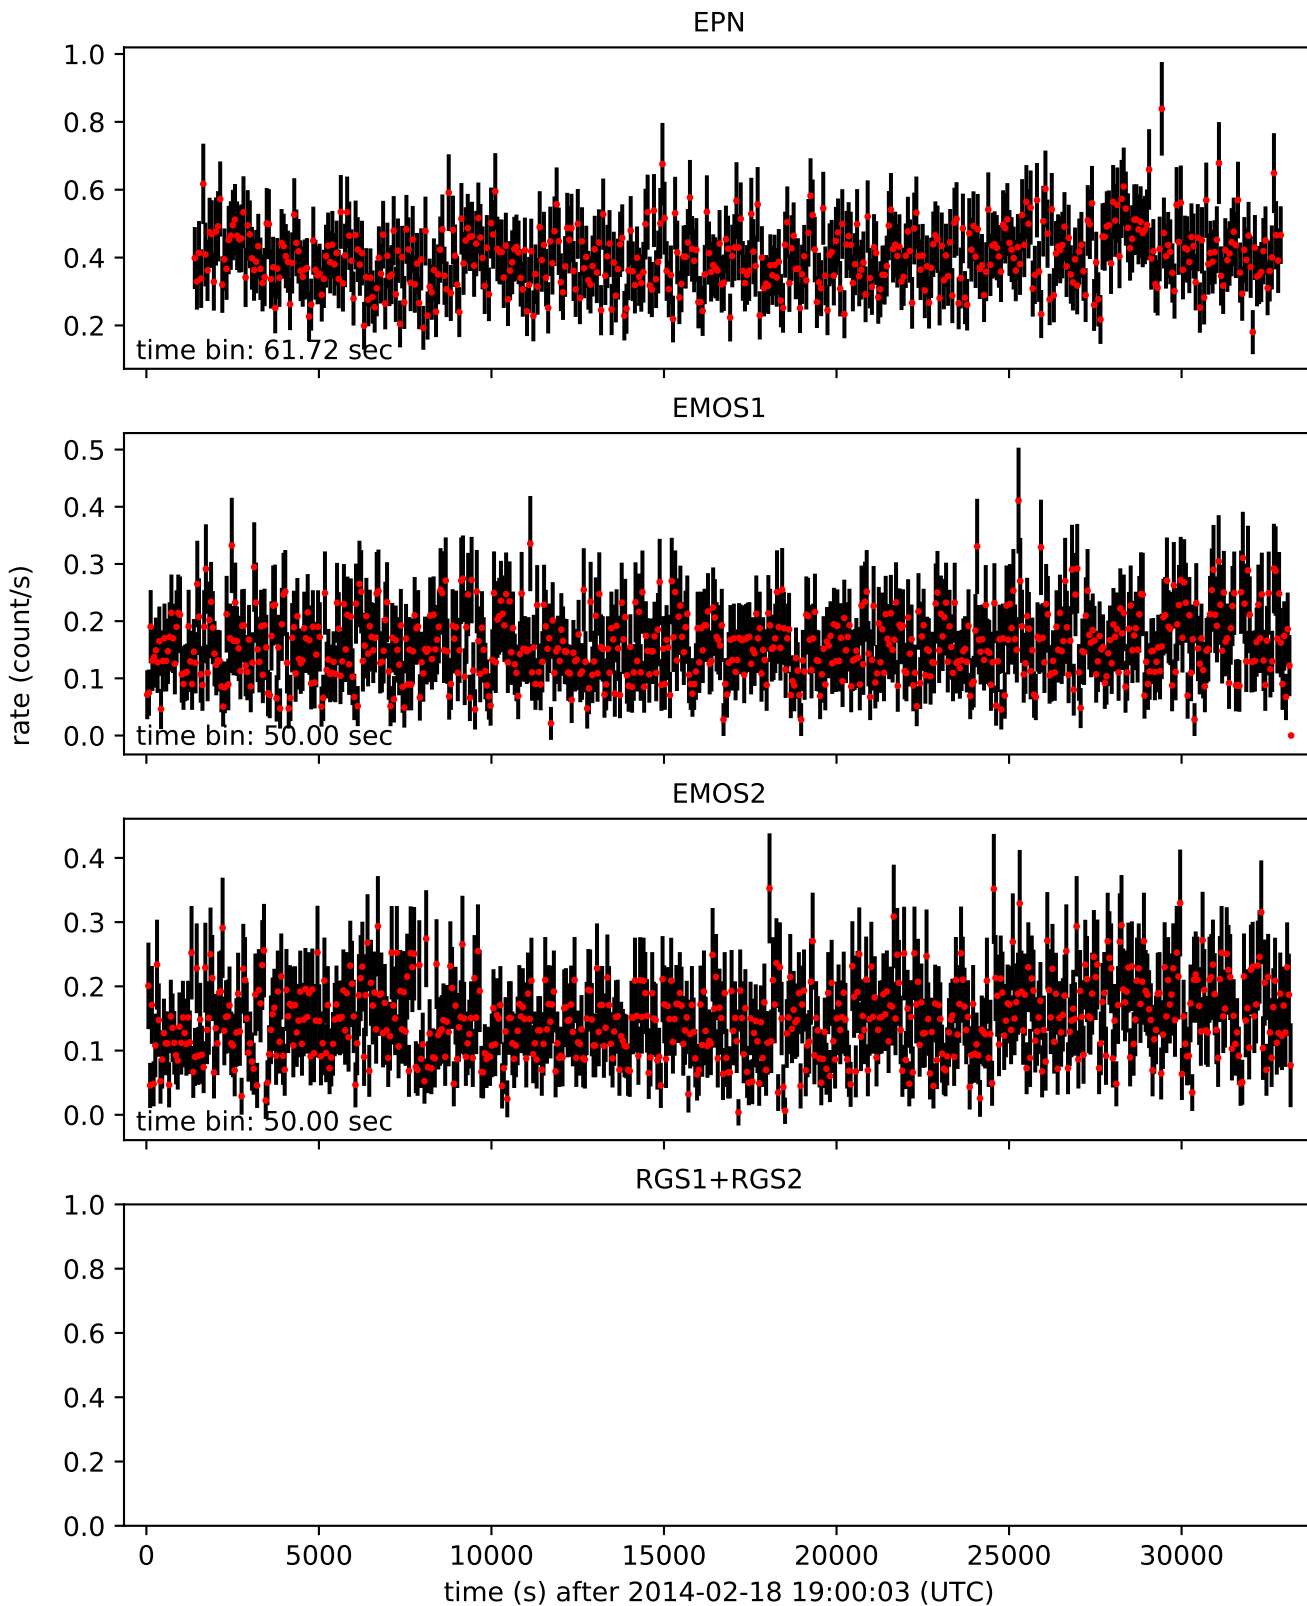 EPN
1.0
0.8
0.6
0.4
0.2
time bin: 61.72 sec
EMOS1
0.5
0.4
0.3
0.2
0.1
0.0
time bin: 50.00 sec
rate (count/s)
EMOS2
0.4
0.3
0.2
0.1
0.0
time bin: 50.00 sec
RGS1+RGS2
1.0
0.8
0.6
0.4
0.2
0.0
0 5000 10000 15000 20000 25000 30000
time (s) after 2014-02-18 19:00:03 (UTC)